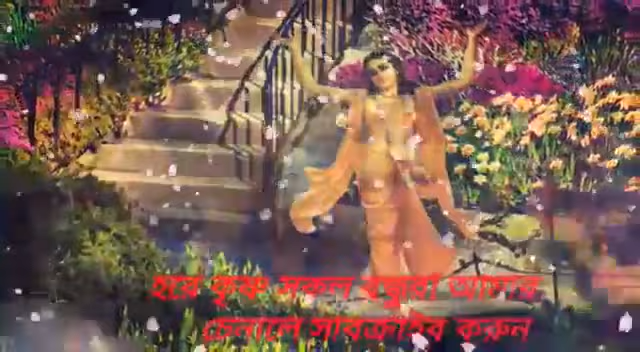 হরে কৃষ্ণ সকল বন্ধুরা আমার
চেনালে সাবস্ক্রাইব করুন